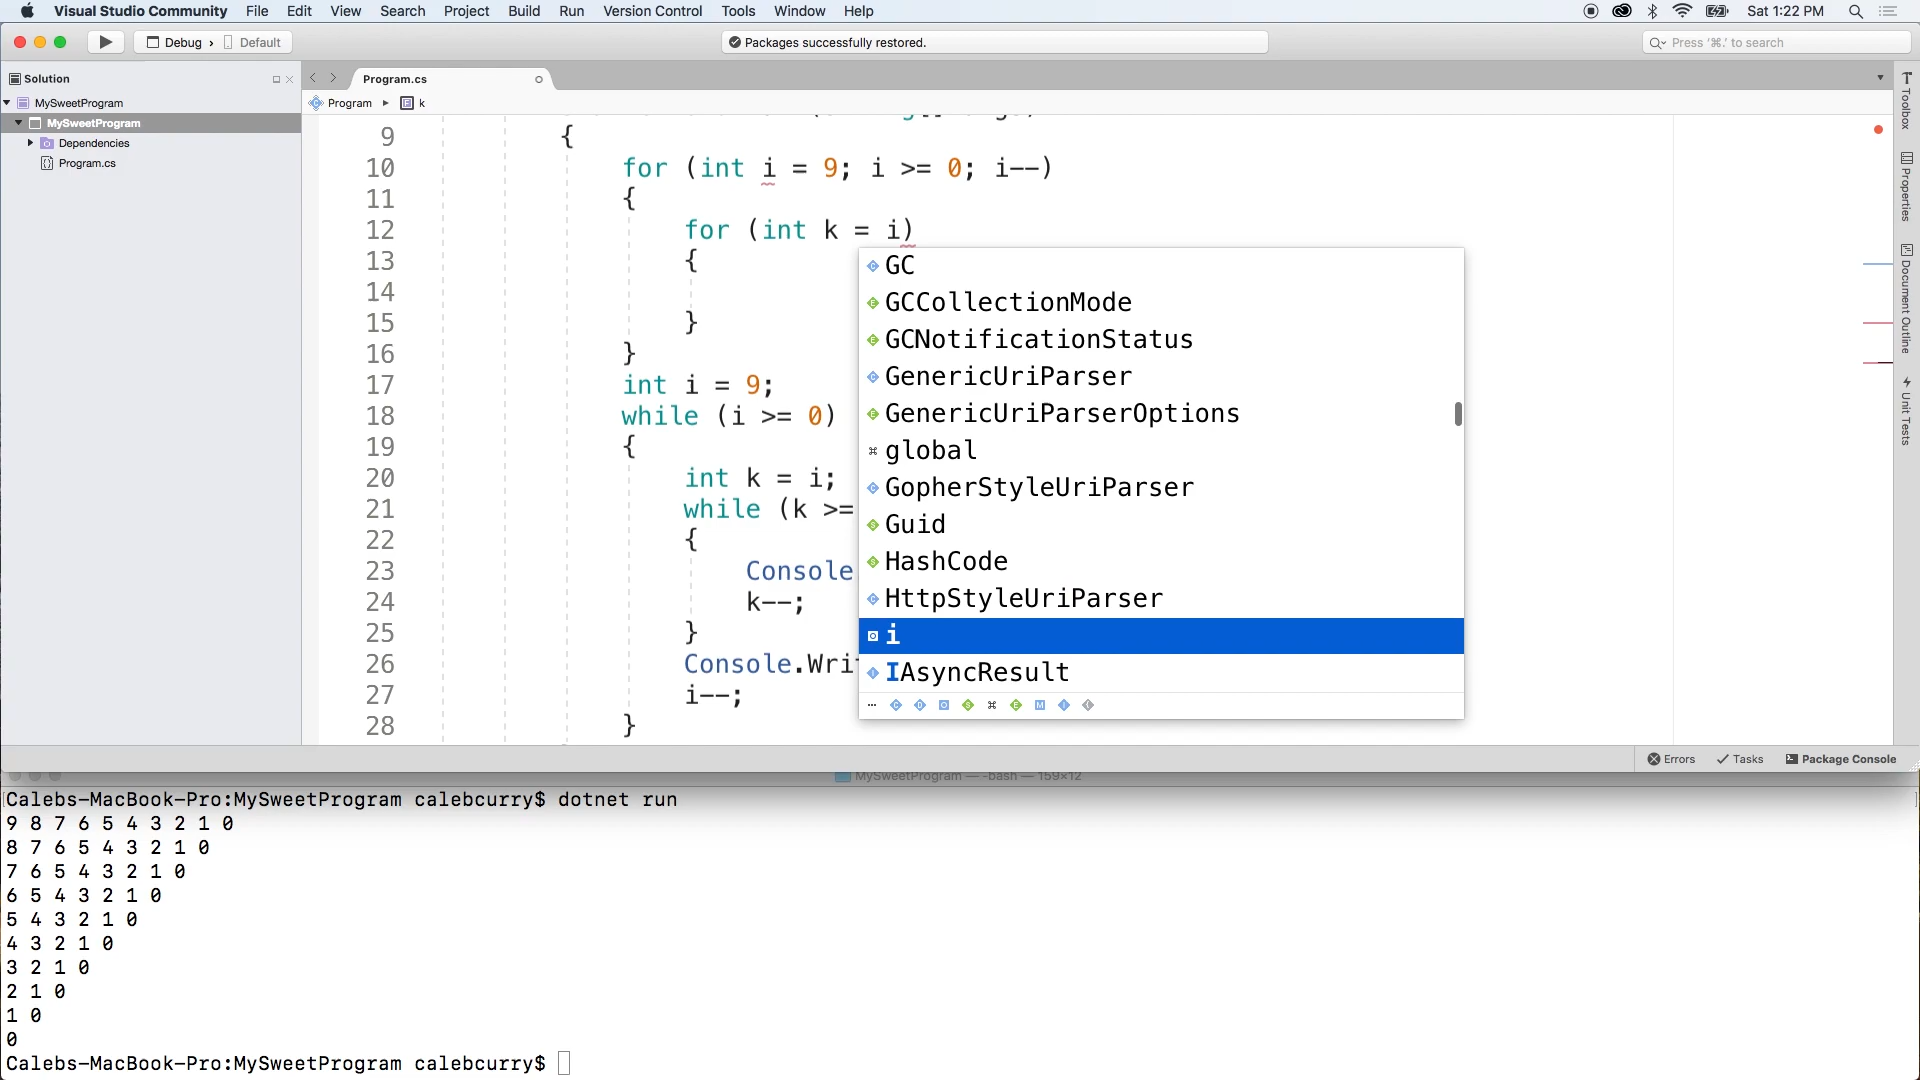 Visual Studio Community File Edit View Search Project Build Run Version Control Tools Window Help Sat 1:22 PM
Debug › Default Packages successfully restored. Press '⌘.' to search
Solution
MySweetProgram
MySweetProgram
Dependencies
Program.cs
Program.cs
Program ▸ k
9 {
10 for (int i = 9; i >= 0; i--)
11 {
12 for (int k = i)
13 {
14
15 }
16 }
17 int i = 9;
18 while (i >= 0)
19 {
20 int k = i;
21 while (k >=
22 {
23 Console
24 k--;
25 }
26 Console.Wri
27 i--;
28 }
GC
GCCollectionMode
GCNotificationStatus
GenericUriParser
GenericUriParserOptions
global
GopherStyleUriParser
Guid
HashCode
HttpStyleUriParser
i
IAsyncResult
Toolbox
Properties
Document Outline
Unit Tests
Errors Tasks Package Console
MySweetProgram — -bash — 159×12
Calebs-MacBook-Pro:MySweetProgram calebcurry$ dotnet run
9 8 7 6 5 4 3 2 1 0
8 7 6 5 4 3 2 1 0
7 6 5 4 3 2 1 0
6 5 4 3 2 1 0
5 4 3 2 1 0
4 3 2 1 0
3 2 1 0
2 1 0
1 0
0
Calebs-MacBook-Pro:MySweetProgram calebcurry$